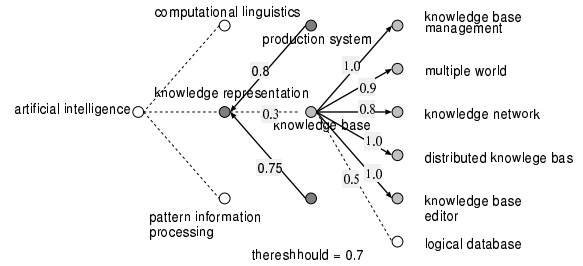 computational linguistics
knowledge base
management
production system
1.0
0.8
multiple world
0.9
knowledge representation
artificial intelligence
0.8
knowledge network
0.3
knowledge base
1.0
distributed knowlege bas
0.75
0.5
1.0
knowledge base
editor
pattern information
processing
logical database
thereshhould = 0.7